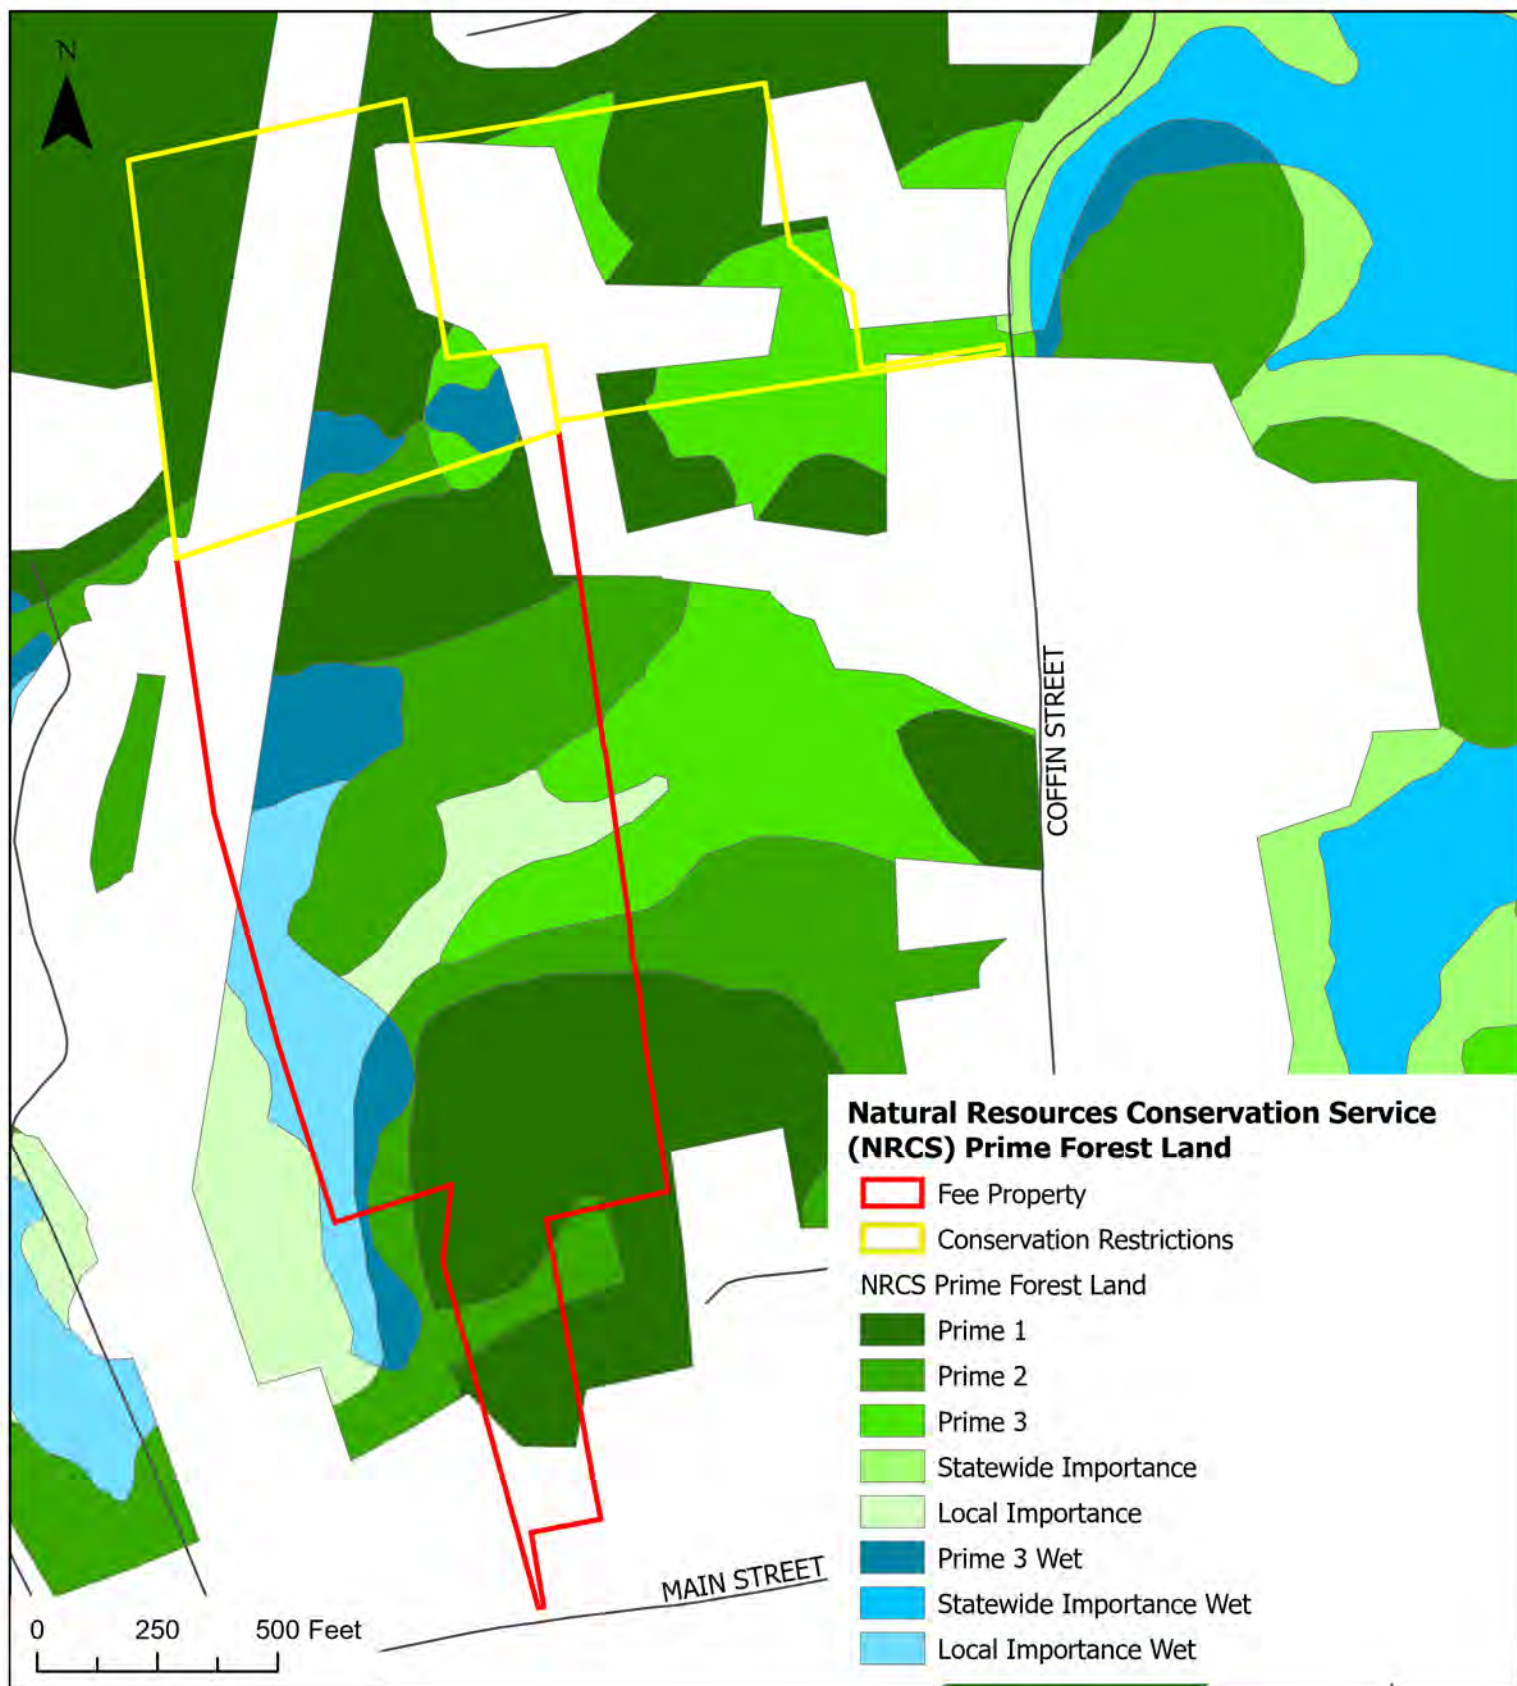 N
COFFIN STREET
Natural Resources Conservation Service
(NRCS) Prime Forest Land
Fee Property
Conservation Restrictions
NRCS Prime Forest Land
Prime 1
Prime 2
Prime 3
Statewide Importance
Local Importance
Prime 3 Wet
Statewide Importance Wet
Local Importance Wet
MAIN STREET
0 250 500 Feet